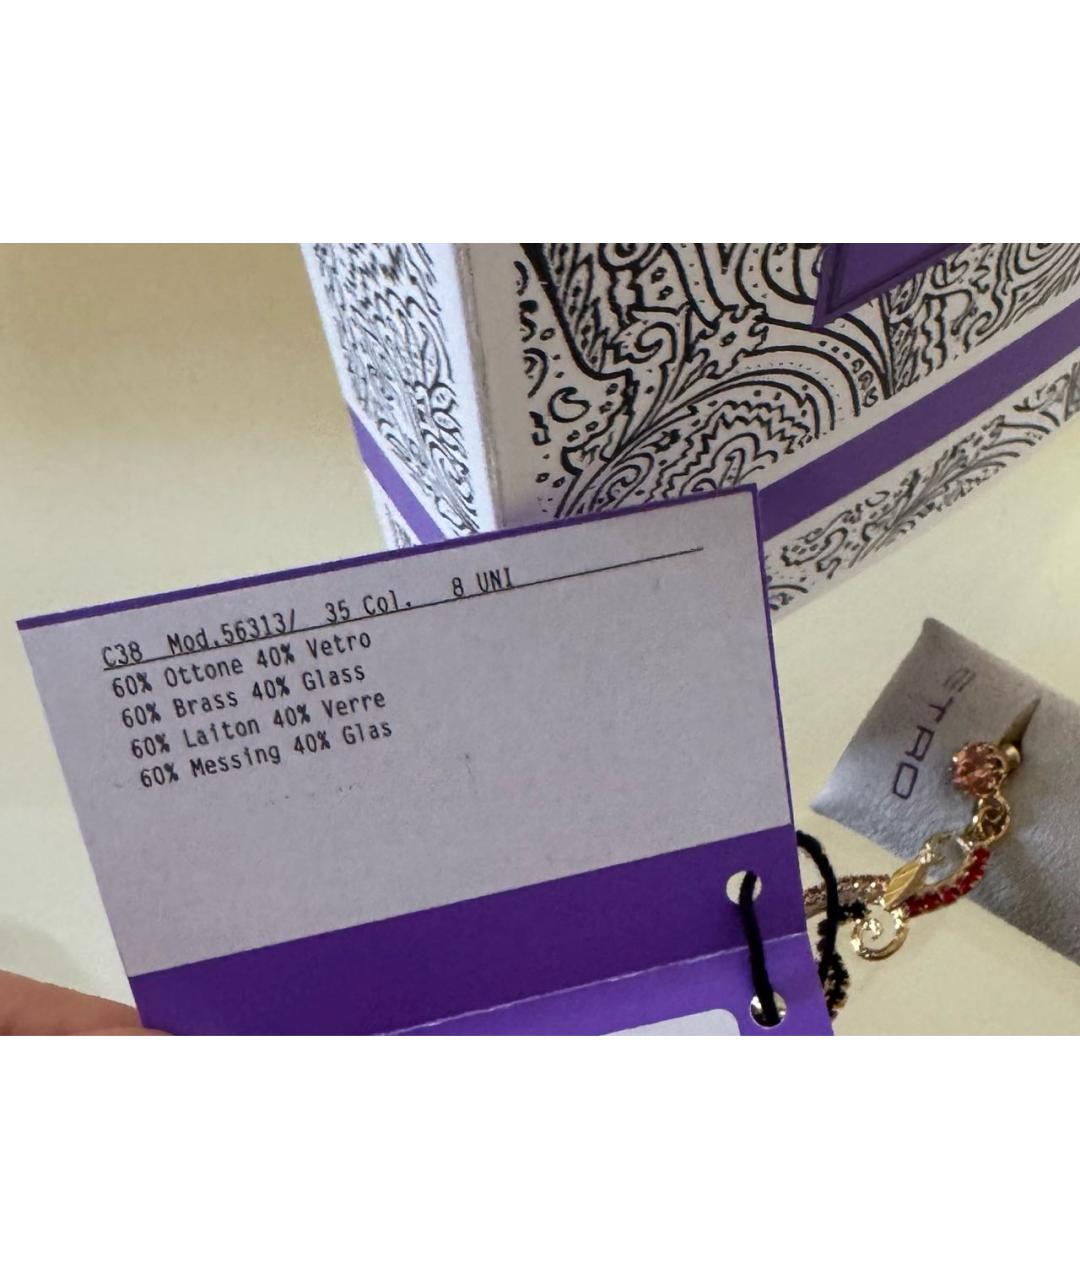 C38 Mod.56313/ 35 Col. 8 UNI
60% Ottone 40% Vetro
60% Brass 40% Glass
60% Laiton 40% Verre
60% Messing 40% Glas
ETRO